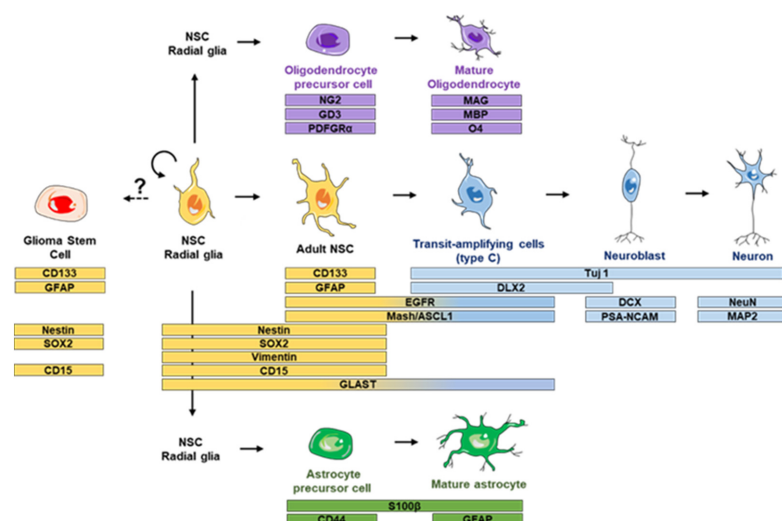 NSC
Radial glia
Oligodendrocyte
precursor cell
Mature
Oligodendrocyte
NG2
MAG
GD3
MBP
PDFGRα
O4
?
Glioma Stem
Cell
NSC
Radial glia
Adult NSC
Transit-amplifying cells
(type C)
Neuroblast
Neuron
CD133
CD133
Tuj 1
GFAP
GFAP
DLX2
EGFR
DCX
NeuN
Mash/ASCL1
PSA-NCAM
MAP2
Nestin
Nestin
SOX2
SOX2
Vimentin
CD15
CD15
GLAST
NSC
Radial glia
Astrocyte
precursor cell
Mature astrocyte
S100β
CD44
GFAP